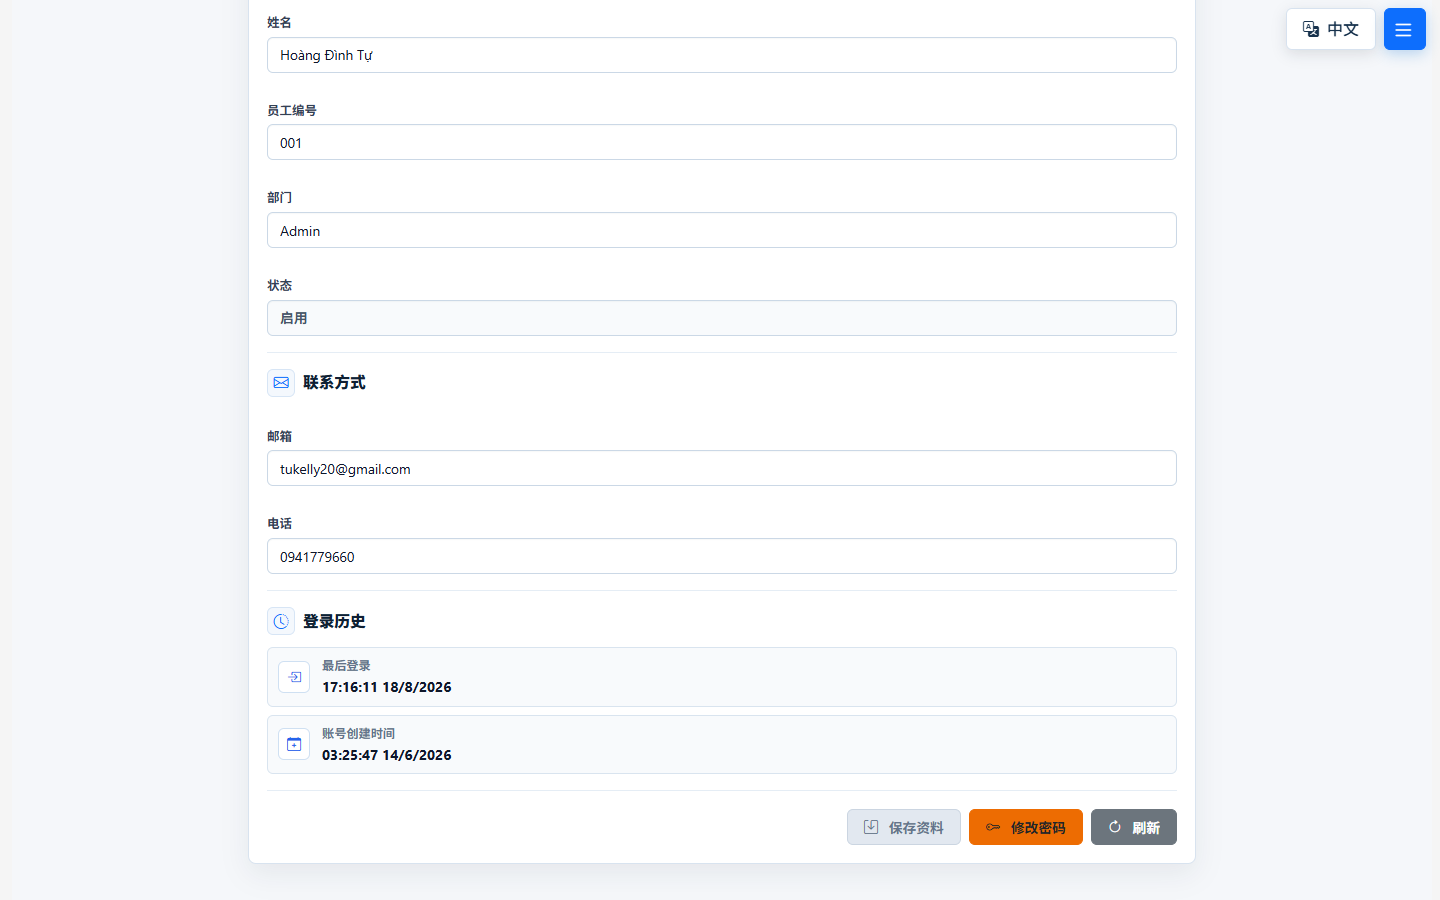 中文
姓名
Hoàng Đình Tự
员工编号
001
部门
Admin
状态
启用
联系方式
邮箱
tukelly20@gmail.com
电话
0941779660
登录历史
最后登录
17:16:11 18/8/2026
账号创建时间
03:25:47 14/6/2026
保存资料
修改密码
刷新